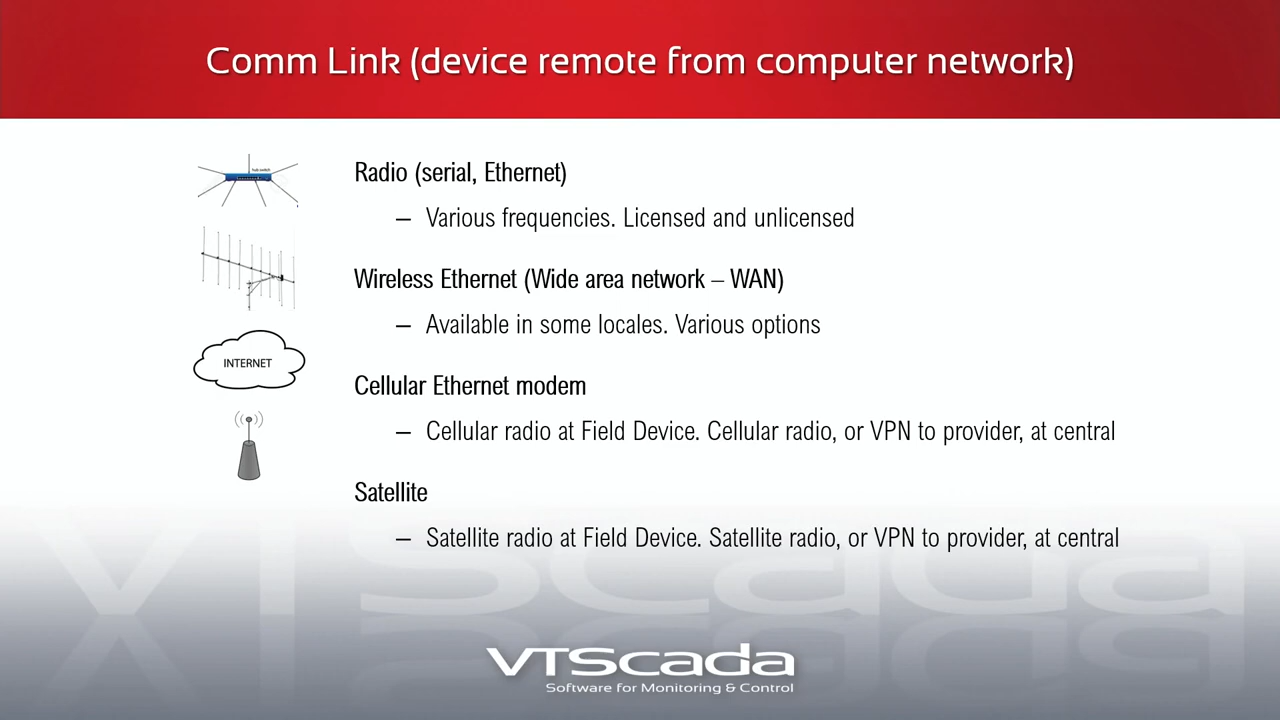 Comm Link (device remote from computer network)
hub switch
Radio (serial, Ethernet)
– Various frequencies. Licensed and unlicensed
Wireless Ethernet (Wide area network – WAN)
– Available in some locales. Various options
INTERNET
Cellular Ethernet modem
– Cellular radio at Field Device. Cellular radio, or VPN to provider, at central
Satellite
– Satellite radio at Field Device. Satellite radio, or VPN to provider, at central
VTScada
VTScada
Software for Monitoring & Control